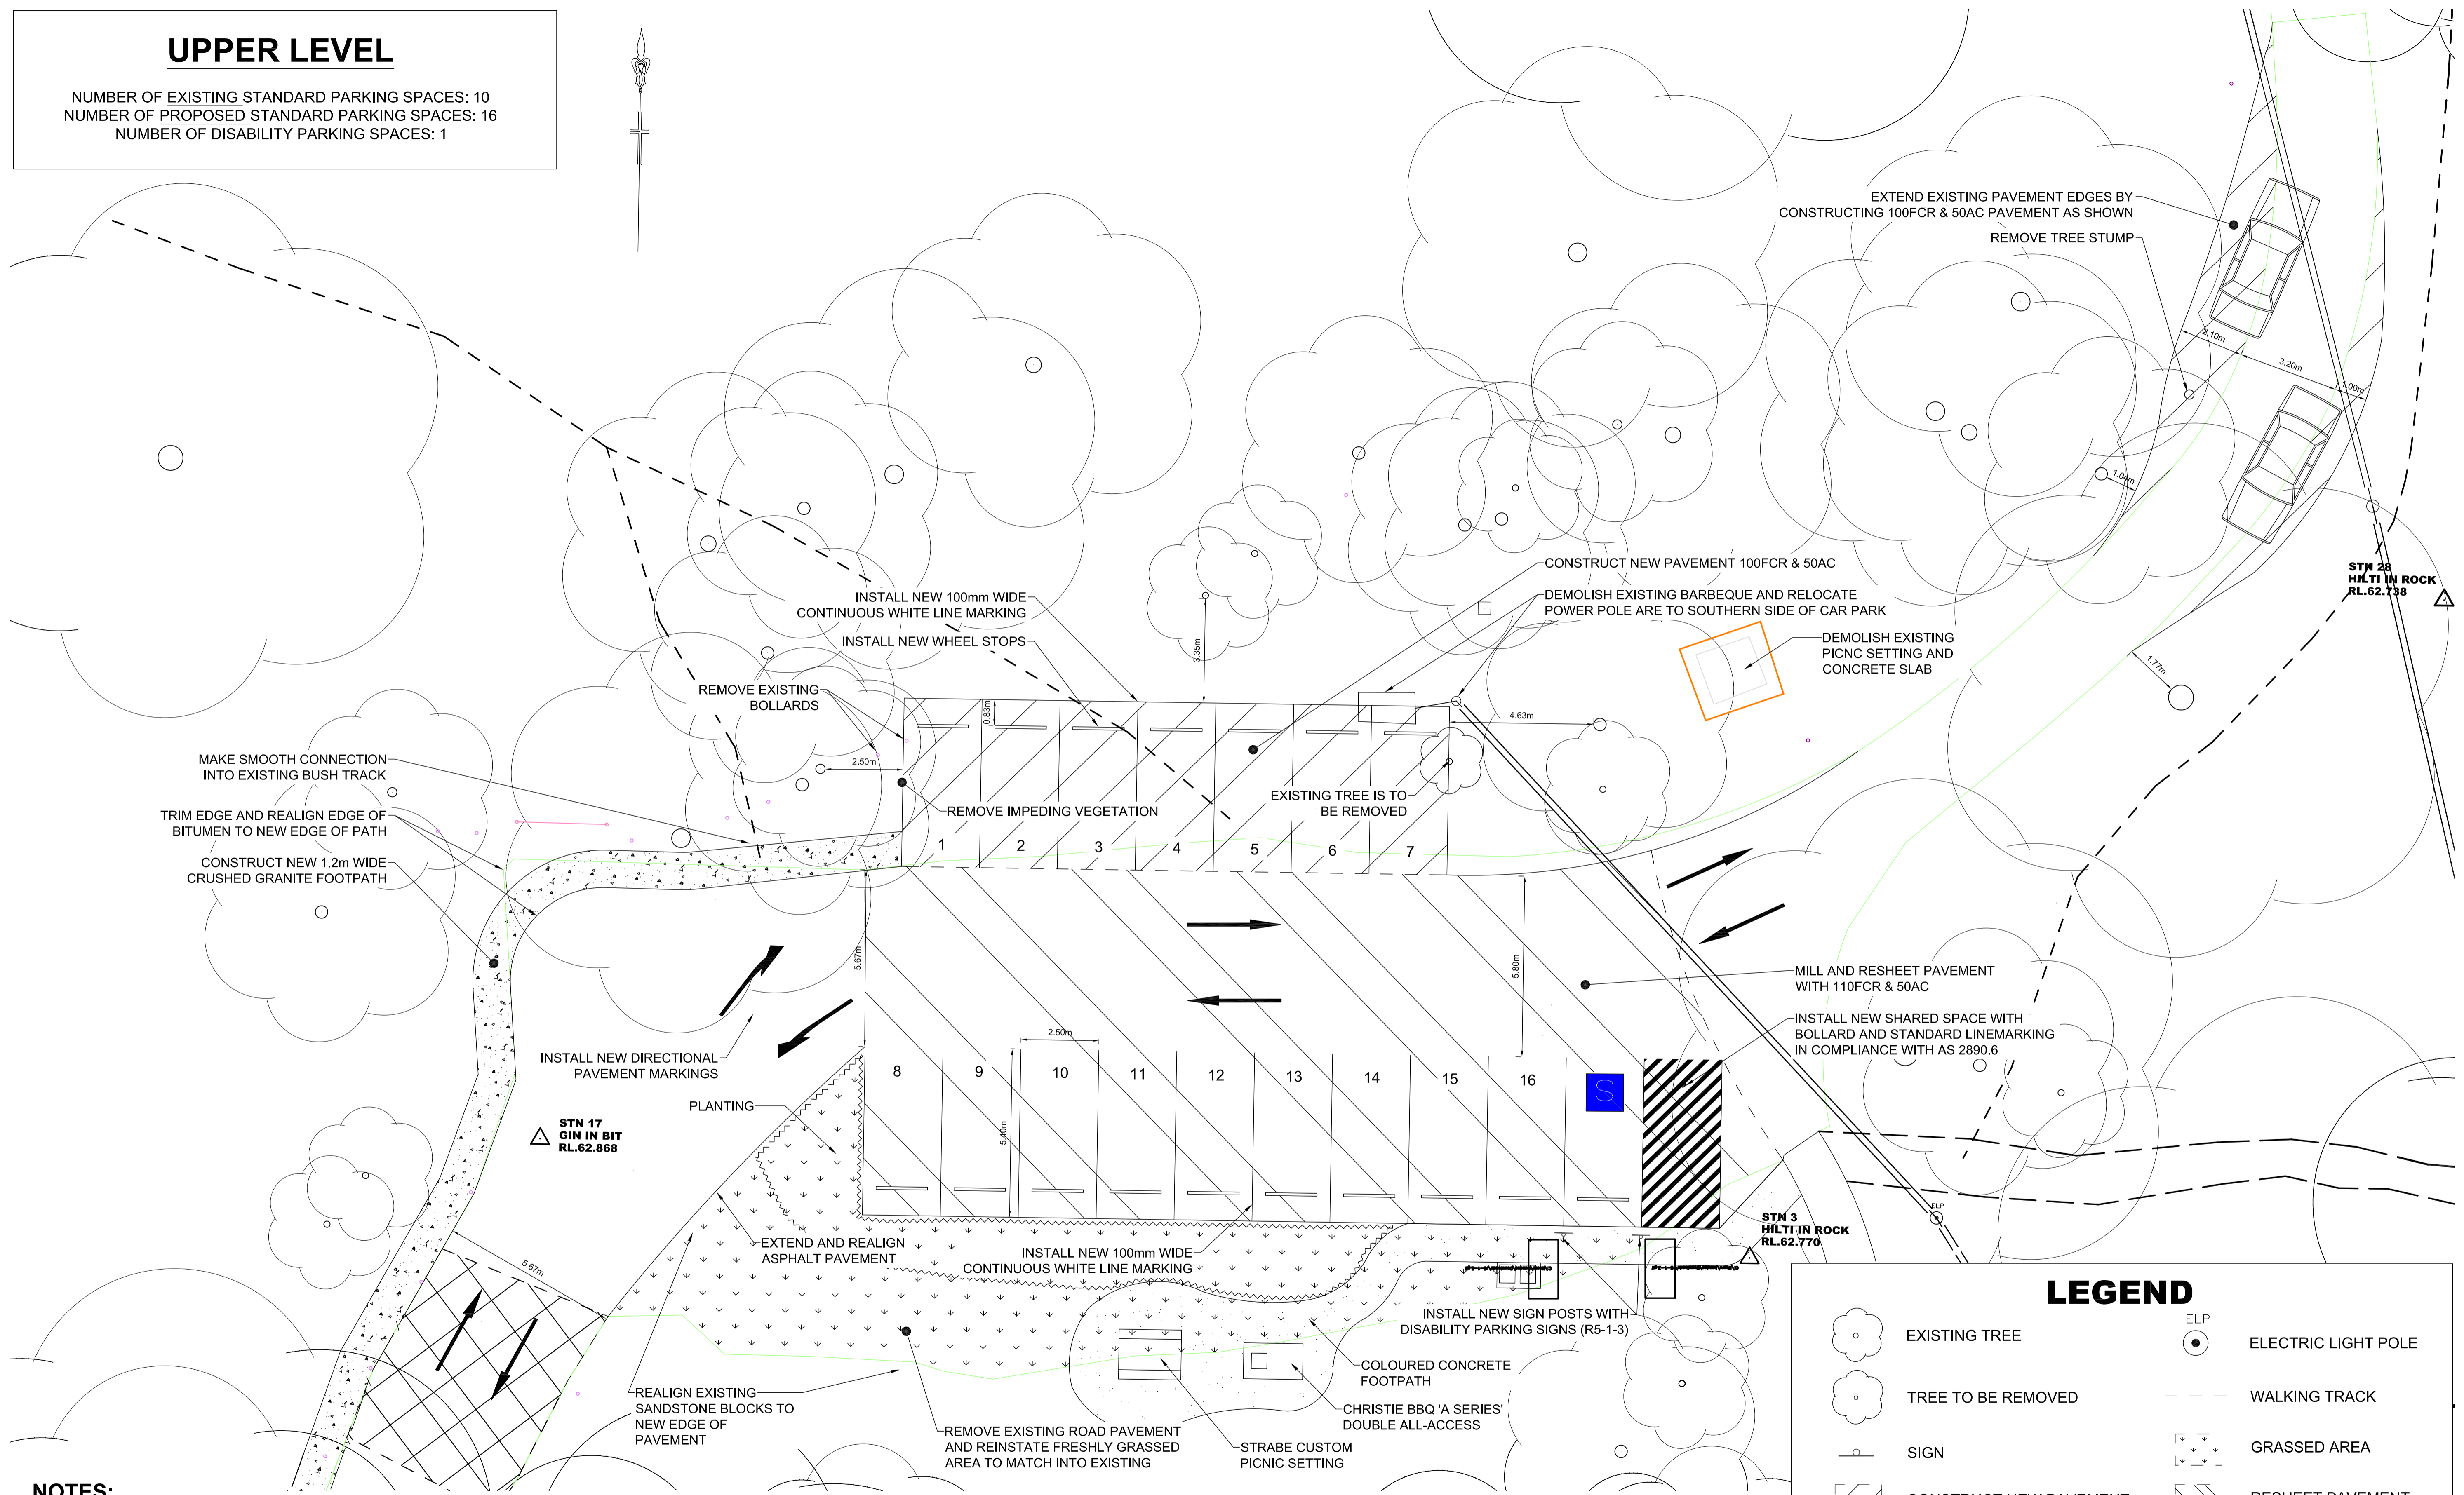 UPPER LEVEL
NUMBER OF EXISTING STANDARD PARKING SPACES: 10
NUMBER OF PROPOSED STANDARD PARKING SPACES: 16
NUMBER OF DISABILITY PARKING SPACES: 1
EXTEND EXISTING PAVEMENT EDGES BY
CONSTRUCTING 100FCR & 50AC PAVEMENT AS SHOWN
REMOVE TREE STUMP
2.10m
3.20m
1.00m
1.04m
STN 28
HILTI IN ROCK
RL.62.738
1.77m
CONSTRUCT NEW PAVEMENT 100FCR & 50AC
DEMOLISH EXISTING BARBEQUE AND RELOCATE
POWER POLE ARE TO SOUTHERN SIDE OF CAR PARK
DEMOLISH EXISTING
PICNC SETTING AND
CONCRETE SLAB
INSTALL NEW 100mm WIDE
CONTINUOUS WHITE LINE MARKING
INSTALL NEW WHEEL STOPS
3.35m
REMOVE EXISTING
BOLLARDS
0.83m
4.63m
2.50m
MAKE SMOOTH CONNECTION
INTO EXISTING BUSH TRACK
TRIM EDGE AND REALIGN EDGE OF
BITUMEN TO NEW EDGE OF PATH
CONSTRUCT NEW 1.2m WIDE
CRUSHED GRANITE FOOTPATH
REMOVE IMPEDING VEGETATION
EXISTING TREE IS TO
BE REMOVED
1 2 3 4 5 6 7
5.67m
5.80m
MILL AND RESHEET PAVEMENT
WITH 110FCR & 50AC
INSTALL NEW SHARED SPACE WITH
BOLLARD AND STANDARD LINEMARKING
IN COMPLIANCE WITH AS 2890.6
INSTALL NEW DIRECTIONAL
PAVEMENT MARKINGS
2.50m
8 9 10 11 12 13 14 15 16 S
5.40m
PLANTING
STN 17
GIN IN BIT
RL.62.868
STN 3
HILTI IN ROCK
RL.62.770
ELP
EXTEND AND REALIGN
ASPHALT PAVEMENT
INSTALL NEW 100mm WIDE
CONTINUOUS WHITE LINE MARKING
5.67m
INSTALL NEW SIGN POSTS WITH
DISABILITY PARKING SIGNS (R5-1-3)
COLOURED CONCRETE
FOOTPATH
CHRISTIE BBQ 'A SERIES'
DOUBLE ALL-ACCESS
STRABE CUSTOM
PICNIC SETTING
REALIGN EXISTING
SANDSTONE BLOCKS TO
NEW EDGE OF
PAVEMENT
REMOVE EXISTING ROAD PAVEMENT
AND REINSTATE FRESHLY GRASSED
AREA TO MATCH INTO EXISTING
NOTES:
LEGEND
EXISTING TREE
ELP
ELECTRIC LIGHT POLE
TREE TO BE REMOVED
WALKING TRACK
SIGN
GRASSED AREA
CONSTRUCT NEW PAVEMENT
RESHEET PAVEMENT